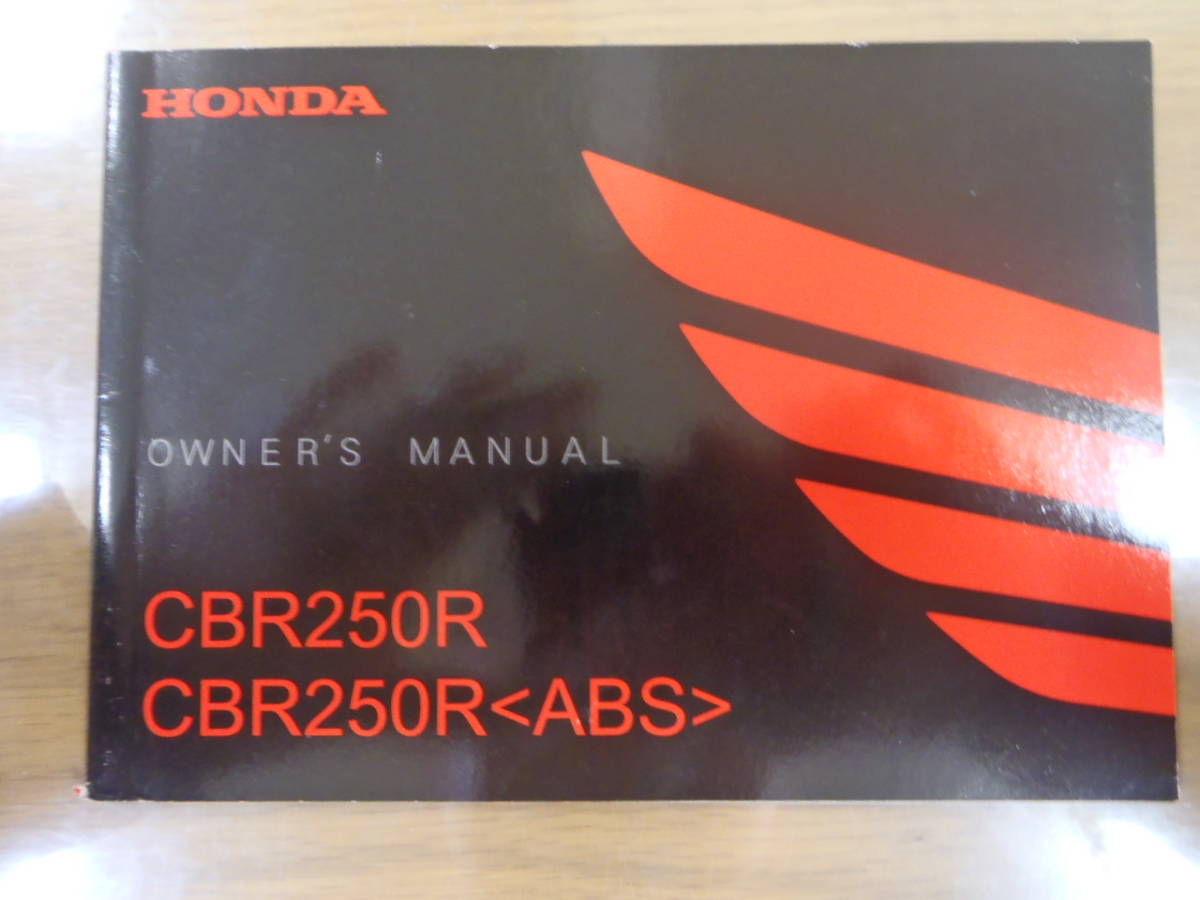 HONDA
OWNER'S MANUAL
CBR250R
CBR250R<ABS>